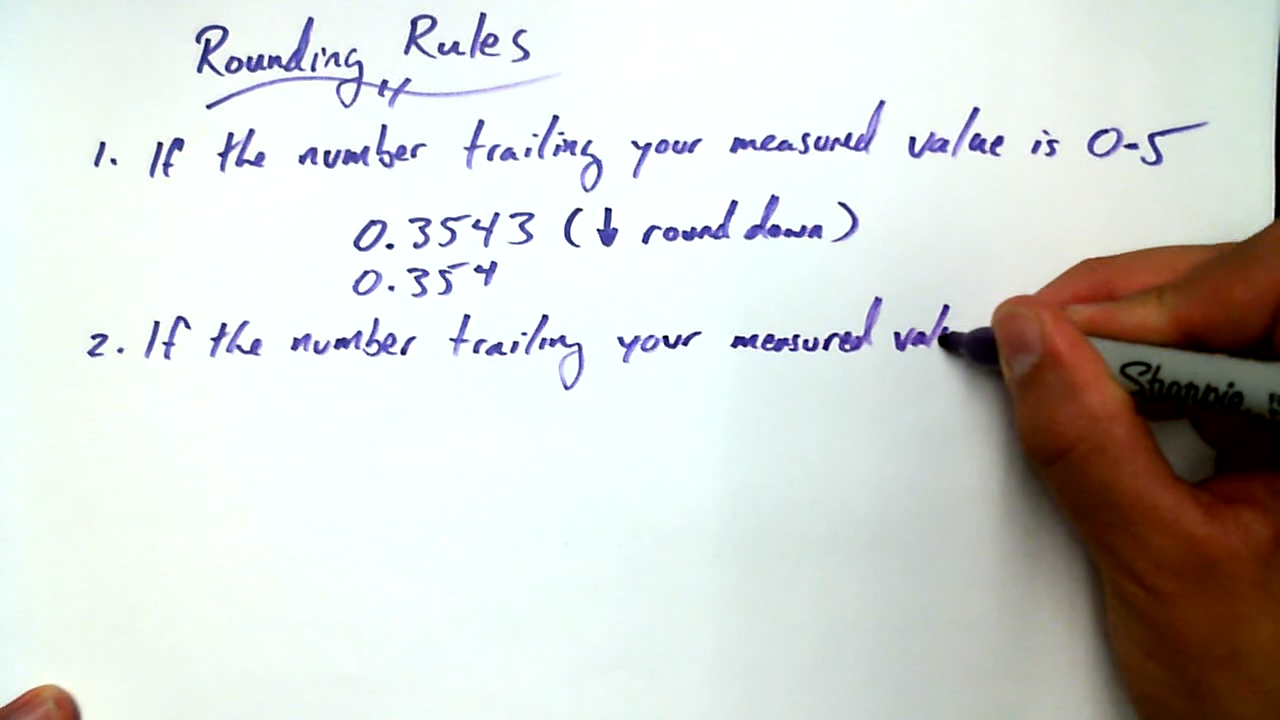 Rounding Rules
1. If the number trailing your measured value is 0-5
0.3543 (↓ round down)
0.354
2. If the number trailing your measured val
Sharpie